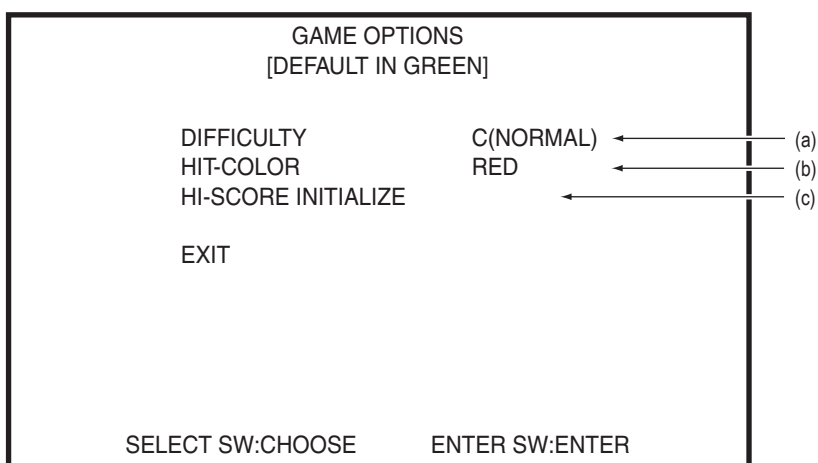 GAME OPTIONS
[DEFAULT IN GREEN]
DIFFICULTY C(NORMAL) (a)
HIT-COLOR RED (b)
HI-SCORE INITIALIZE (c)
EXIT
SELECT SW:CHOOSE ENTER SW:ENTER